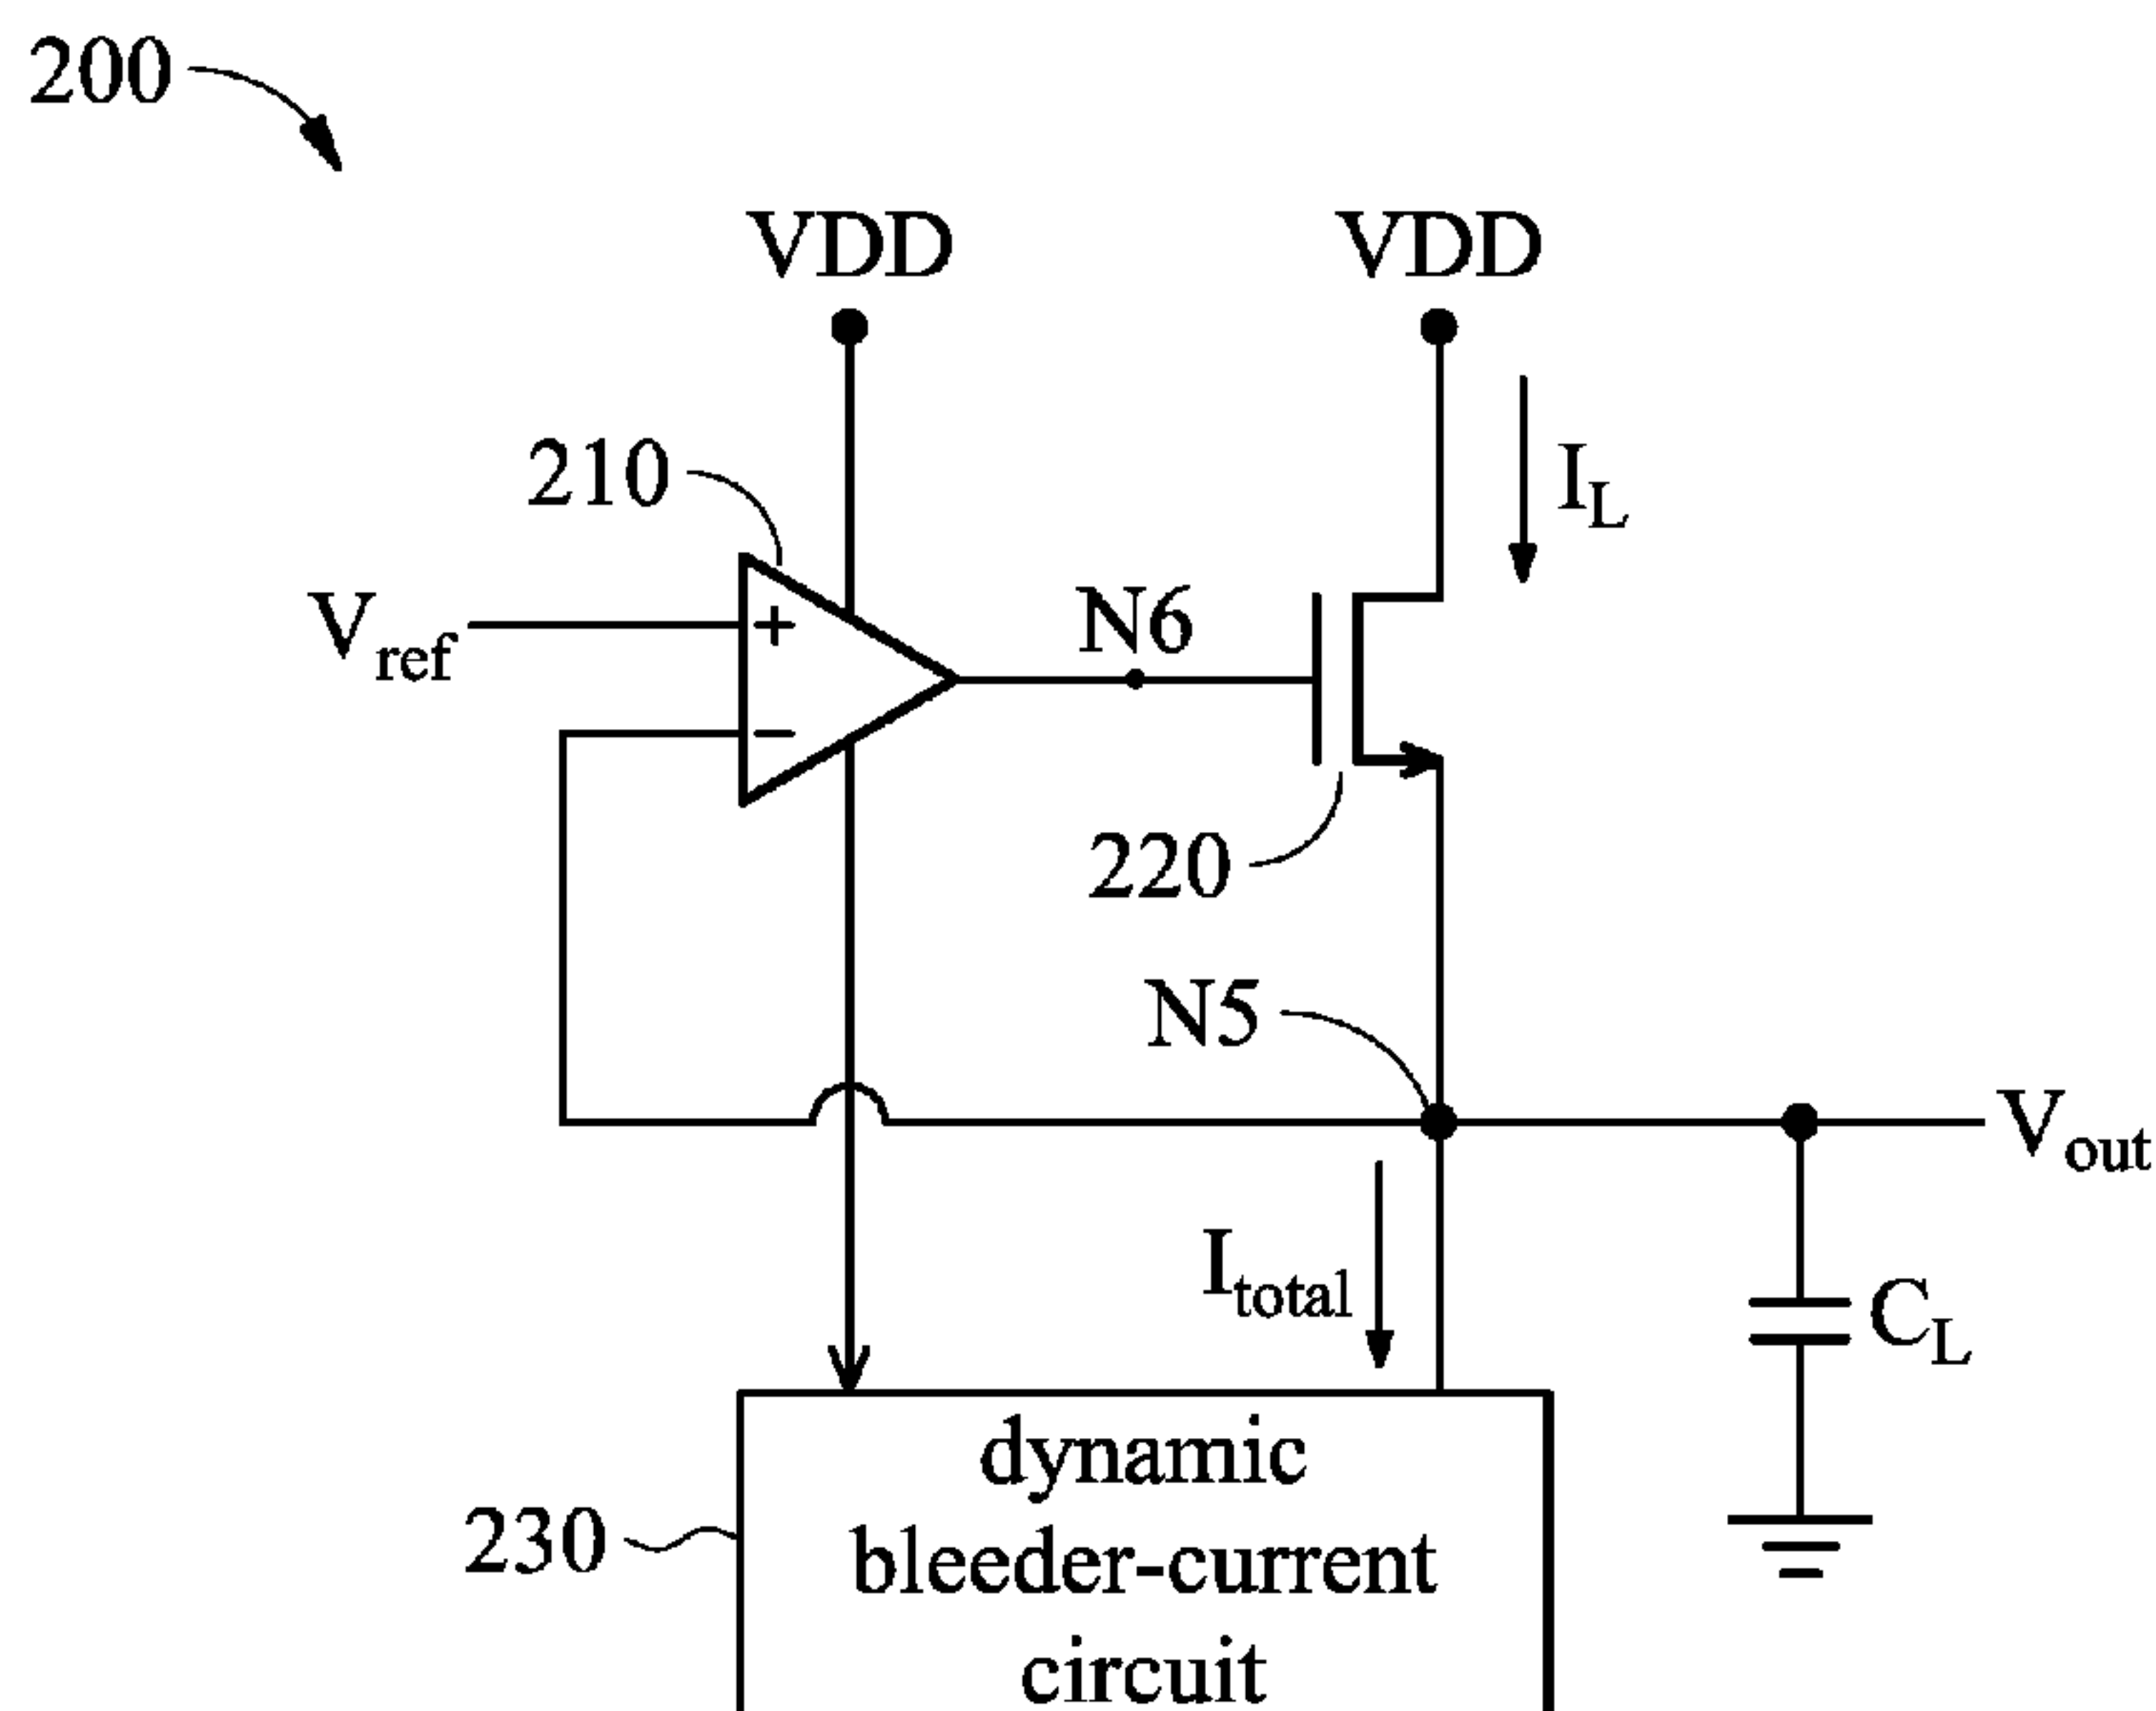 200
VDD VDD
210
I_L
V_ref
+
N6
−
220
N5
V_out
I_total
C_L
dynamic
230
bleeder-current
circuit